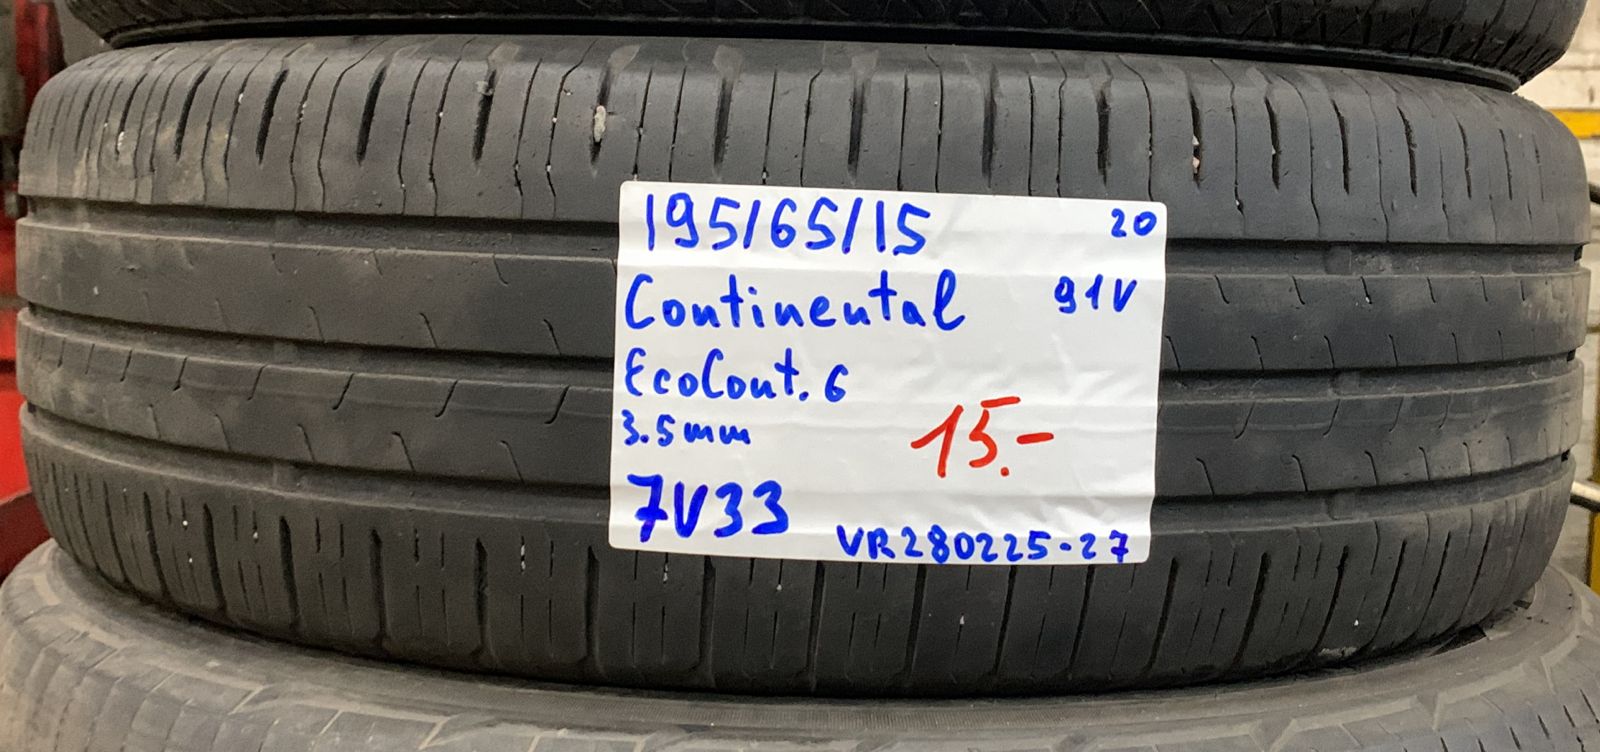 195/65/15 20
Continental 91V
EcoCont. 6
3.5mm
15.-
7V33
VR280225-27